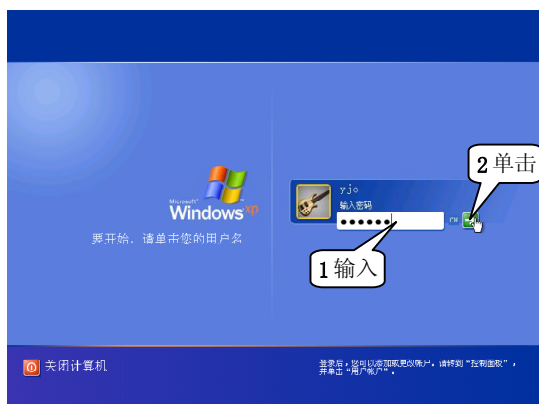 2单击
yjo
输入密码
●●●●●●
CH
Microsoft
Windows xp
要开始，请单击您的用户名
1输入
关闭计算机
登录后，您可以添加或更改帐户。请转到“控制面板”，
并单击“用户帐户”。